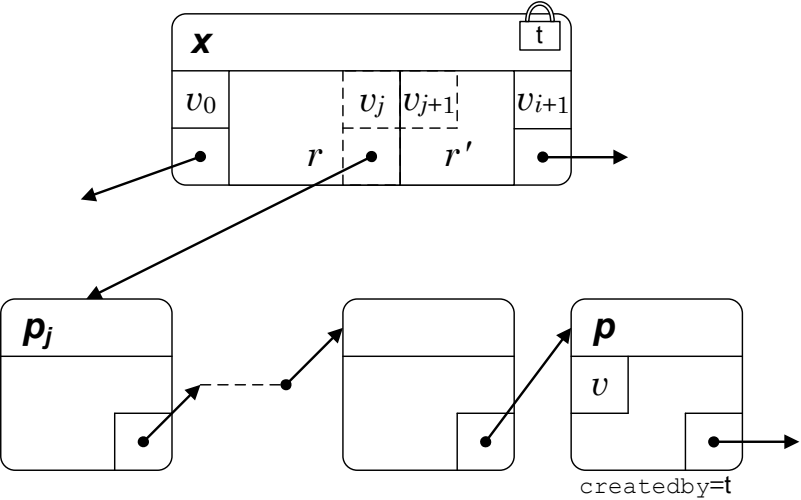 t
x
v0 vj vj+1 vi+1
r r′
pj p
v
createdby=t